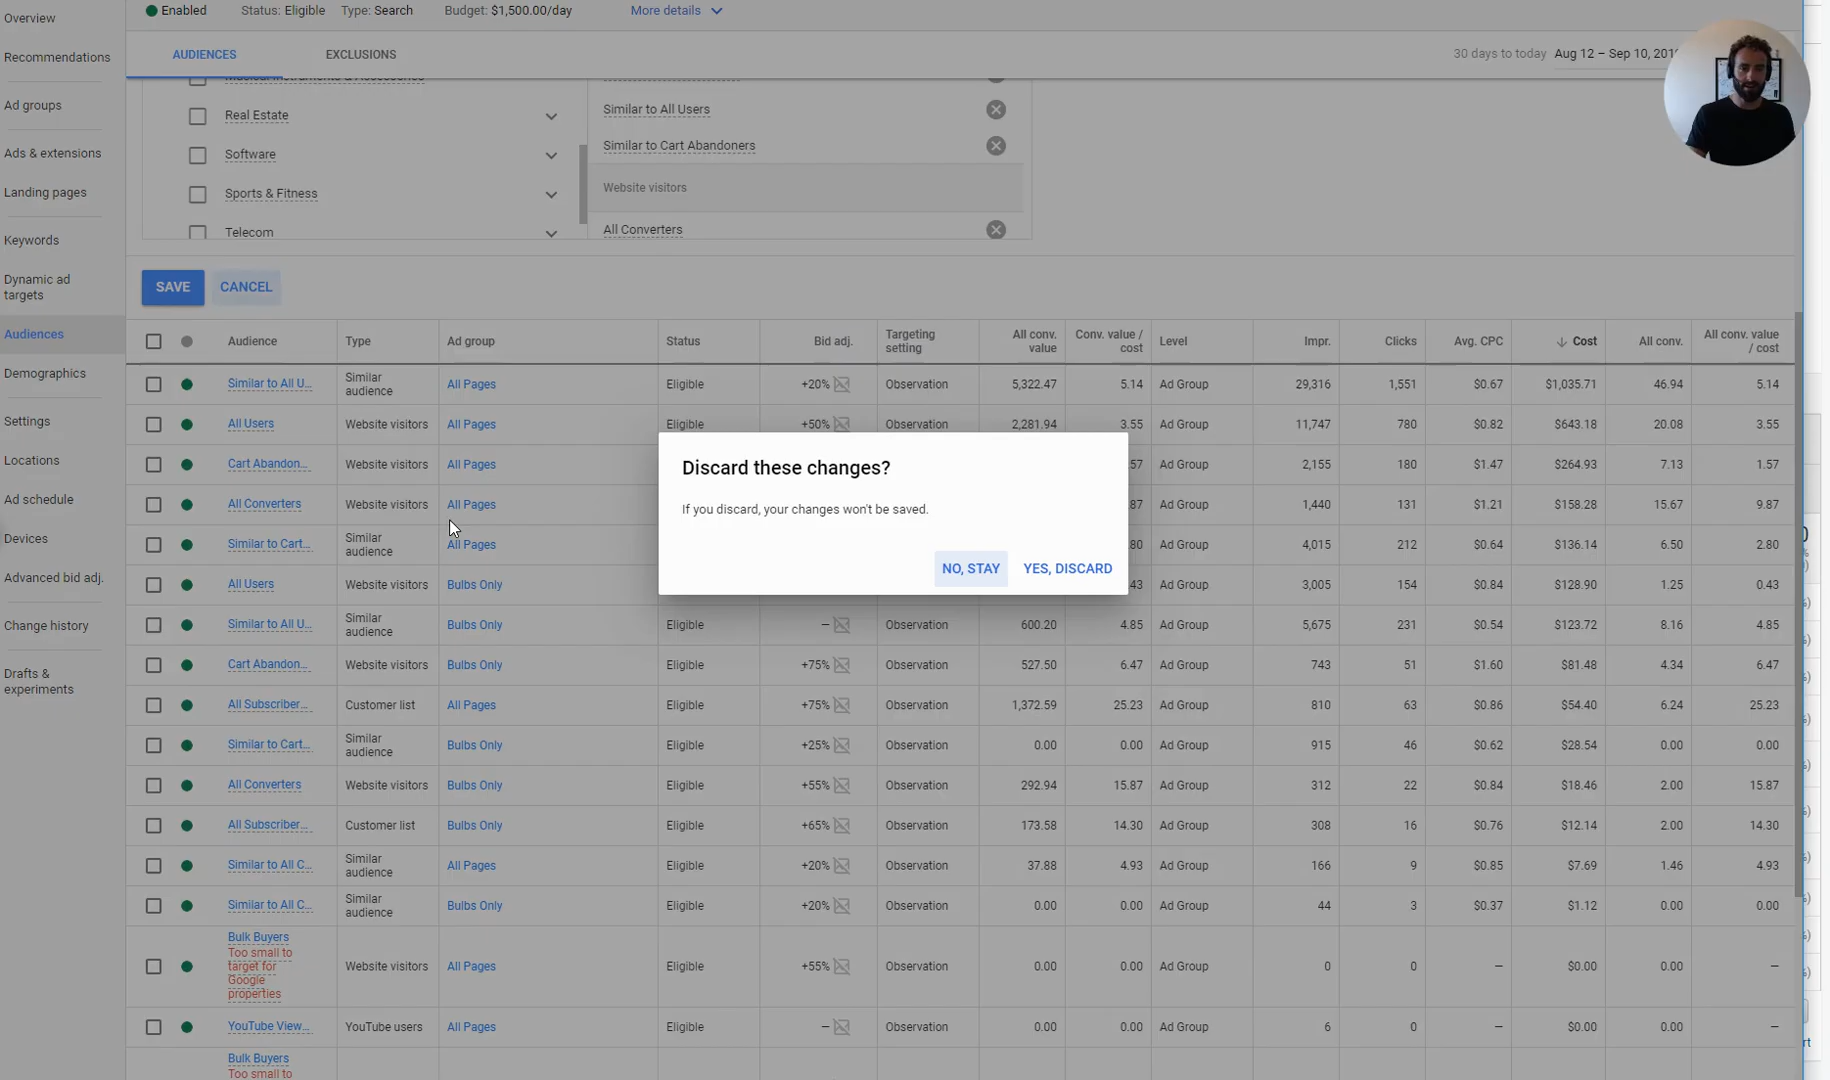 Overview
Recommendations
Ad groups
Ads & extensions
Landing pages
Keywords
Dynamic ad
targets
Audiences
Demographics
Settings
Locations
Ad schedule
Devices
Advanced bid adj.
Change history
Drafts &
experiments
Enabled Status: Eligible Type: Search Budget: $1,500.00/day More details
AUDIENCES EXCLUSIONS 30 days to today Aug 12 – Sep 10,
Real Estate
Software
Sports & Fitness
Telecom
Similar to All Users
Similar to Cart Abandoners
Website visitors
All Converters
SAVE CANCEL
Audience Type Ad group Status Bid adj. Targeting setting All conv. value Conv. value / cost Level Impr. Clicks Avg. CPC Cost All conv. All conv. value / cost
Similar to All U... Similar audience All Pages Eligible +20% Observation 5,322.47 5.14 Ad Group 29,316 1,551 $0.67 $1,035.71 46.94 5.14
All Users Website visitors All Pages Eligible +50% Observation 2,281.94 3.55 Ad Group 11,747 780 $0.82 $643.18 20.08 3.55
Cart Abandon... Website visitors All Pages 57 Ad Group 2,155 180 $1.47 $264.93 7.13 1.57
All Converters Website visitors All Pages 87 Ad Group 1,440 131 $1.21 $158.28 15.67 9.87
Similar to Cart... Similar audience All Pages 80 Ad Group 4,015 212 $0.64 $136.14 6.50 2.80
All Users Website visitors Bulbs Only 43 Ad Group 3,005 154 $0.84 $128.90 1.25 0.43
Similar to All U... Similar audience Bulbs Only Eligible – Observation 600.20 4.85 Ad Group 5,675 231 $0.54 $123.72 8.16 4.85
Cart Abandon... Website visitors Bulbs Only Eligible +75% Observation 527.50 6.47 Ad Group 743 51 $1.60 $81.48 4.34 6.47
All Subscriber... Customer list All Pages Eligible +75% Observation 1,372.59 25.23 Ad Group 810 63 $0.86 $54.40 6.24 25.23
Similar to Cart... Similar audience Bulbs Only Eligible +25% Observation 0.00 0.00 Ad Group 915 46 $0.62 $28.54 0.00 0.00
All Converters Website visitors Bulbs Only Eligible +55% Observation 292.94 15.87 Ad Group 312 22 $0.84 $18.46 2.00 15.87
All Subscriber... Customer list Bulbs Only Eligible +65% Observation 173.58 14.30 Ad Group 308 16 $0.76 $12.14 2.00 14.30
Similar to All C... Similar audience All Pages Eligible +20% Observation 37.88 4.93 Ad Group 166 9 $0.85 $7.69 1.46 4.93
Similar to All C... Similar audience Bulbs Only Eligible +20% Observation 0.00 0.00 Ad Group 44 3 $0.37 $1.12 0.00 0.00
Bulk Buyers
Too small to
target for
Google
properties
Website visitors All Pages Eligible +55% Observation 0.00 0.00 Ad Group 0 0 – $0.00 0.00 –
YouTube View... YouTube users All Pages Eligible – Observation 0.00 0.00 Ad Group 6 0 – $0.00 0.00 –
Bulk Buyers
Too small to
Discard these changes?
If you discard, your changes won't be saved.
NO, STAY YES, DISCARD